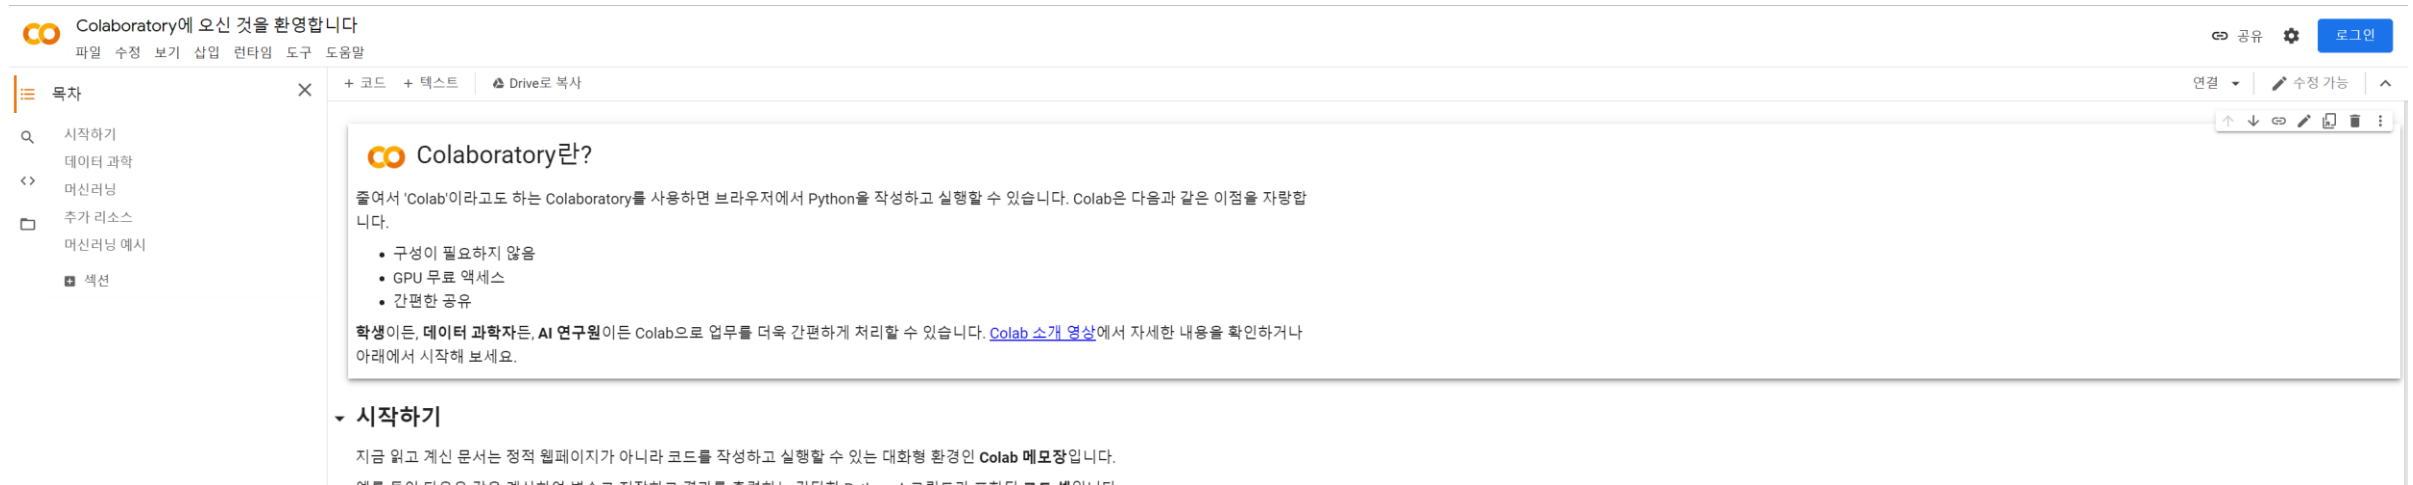 Colaboratory에 오신 것을 환영합니다
파일 수정 보기 삽입 런타임 도구 도움말
공유
로그인
목차
+ 코드 + 텍스트 Drive로 복사
연결
수정 가능
시작하기
데이터 과학
머신러닝
추가 리소스
머신러닝 예시
섹션
Colaboratory란?
줄여서 'Colab'이라고도 하는 Colaboratory를 사용하면 브라우저에서 Python을 작성하고 실행할 수 있습니다. Colab은 다음과 같은 이점을 자랑합
니다.
• 구성이 필요하지 않음
• GPU 무료 액세스
• 간편한 공유
학생이든, 데이터 과학자든, AI 연구원이든 Colab으로 업무를 더욱 간편하게 처리할 수 있습니다. Colab 소개 영상에서 자세한 내용을 확인하거나
아래에서 시작해 보세요.
시작하기
지금 읽고 계신 문서는 정적 웹페이지가 아니라 코드를 작성하고 실행할 수 있는 대화형 환경인 Colab 메모장입니다.